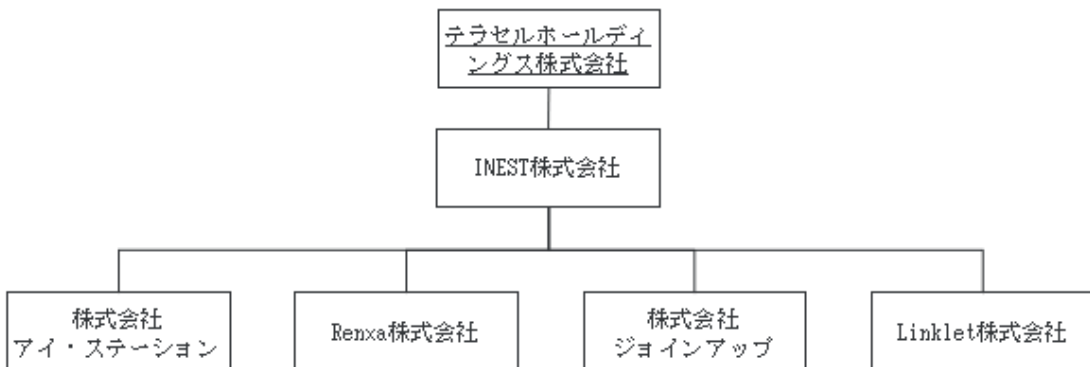 テラセルホールディ
ングス株式会社
INEST株式会社
株式会社
アイ・ステーション
Renxa株式会社
株式会社
ジョインアップ
Linklet株式会社